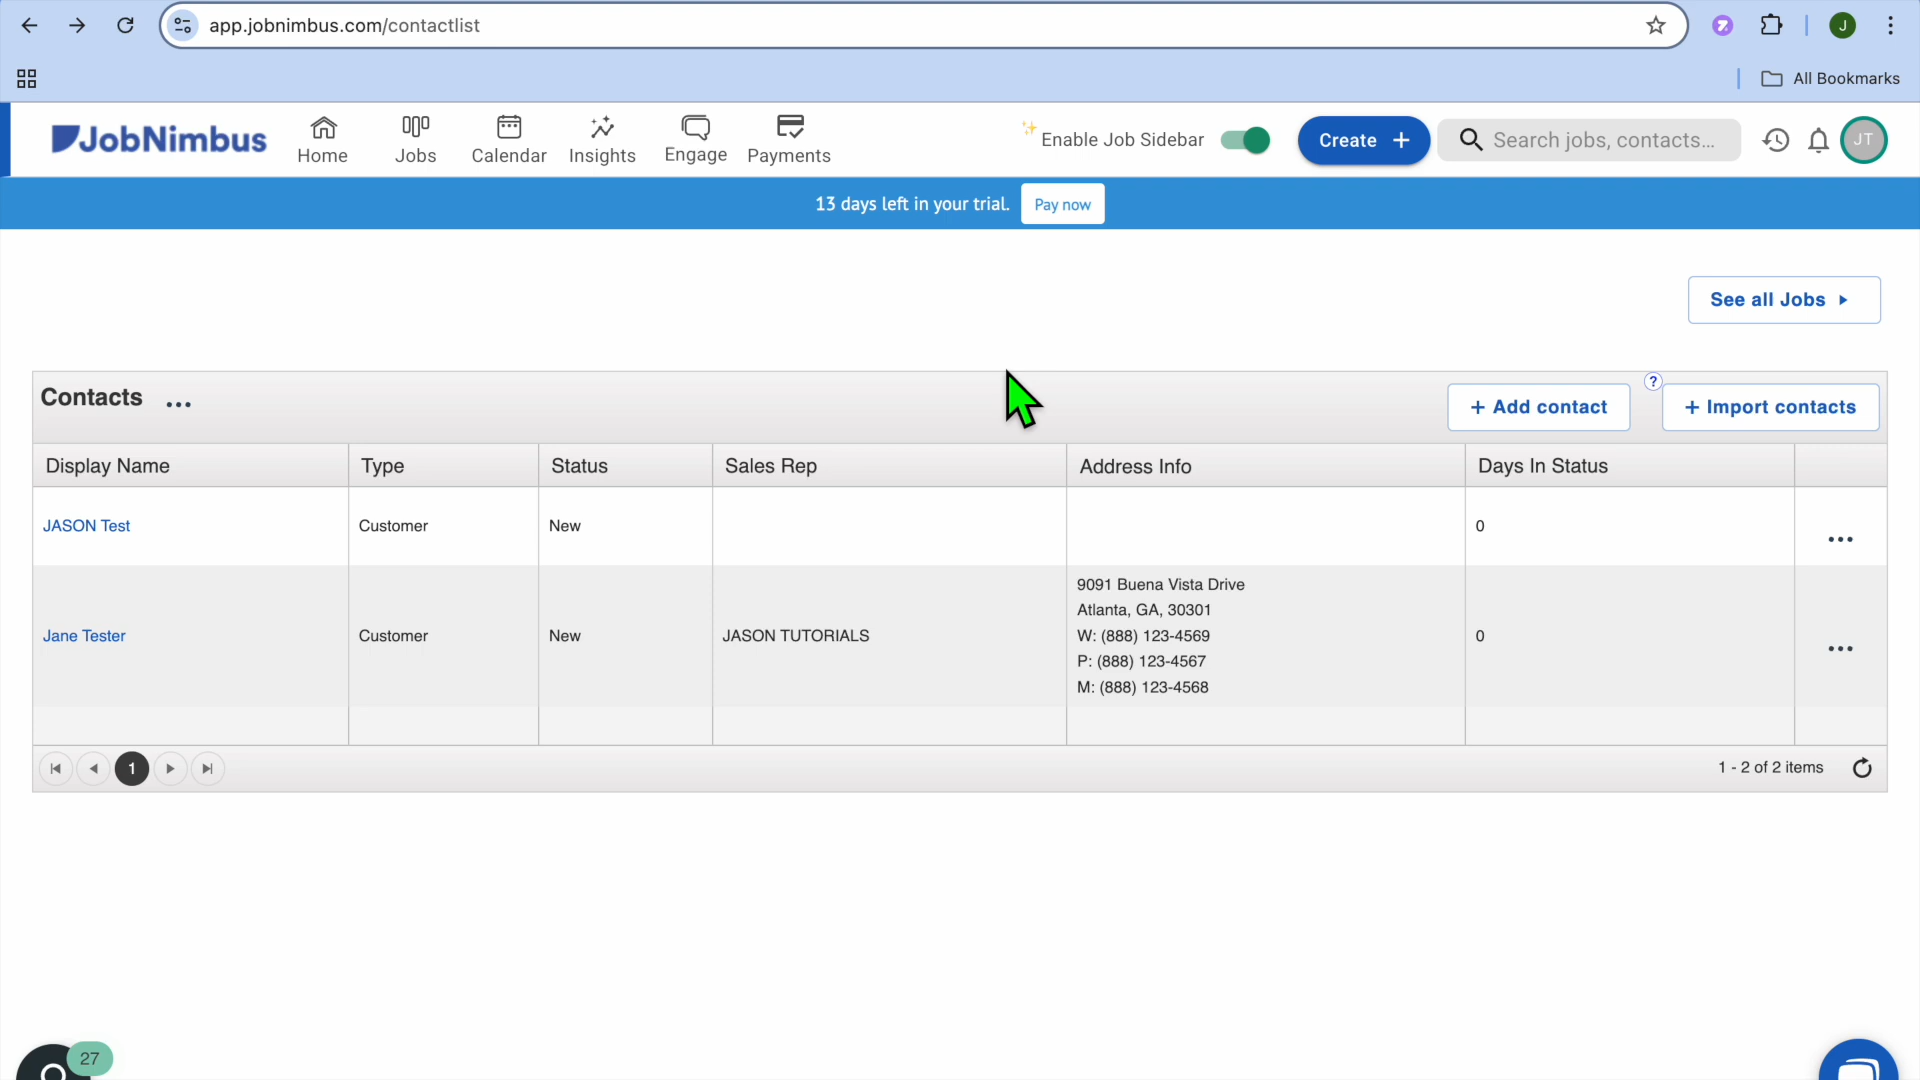 app.jobnimbus.com/contactlist
J
All Bookmarks
JobNimbus
Home
Jobs
Calendar
Insights
Engage
Payments
Enable Job Sidebar
Create +
Search jobs, contacts...
JT
13 days left in your trial.
Pay now
See all Jobs
Contacts ...
+ Add contact
?
+ Import contacts
Display Name Type Status Sales Rep Address Info Days In Status
JASON Test Customer New 0
Jane Tester Customer New JASON TUTORIALS 0
9091 Buena Vista Drive
Atlanta, GA, 30301
W: (888) 123-4569
P: (888) 123-4567
M: (888) 123-4568
1
1 - 2 of 2 items
27